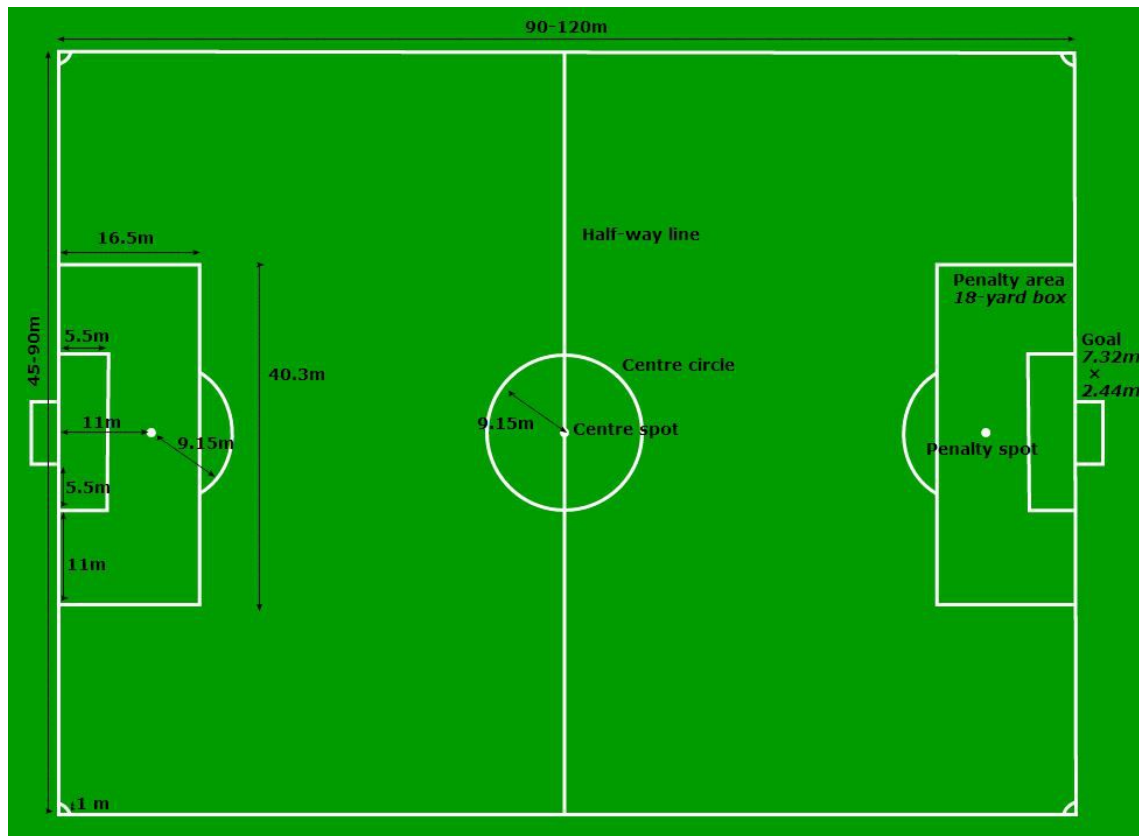 90-120m
Half-way line
16.5m
Penalty area
18-yard box
5.5m
45-90m
Goal
7.32m
×
2.44m
Centre circle
40.3m
11m
9.15m
9.15m
Centre spot
Penalty spot
5.5m
11m
1 m